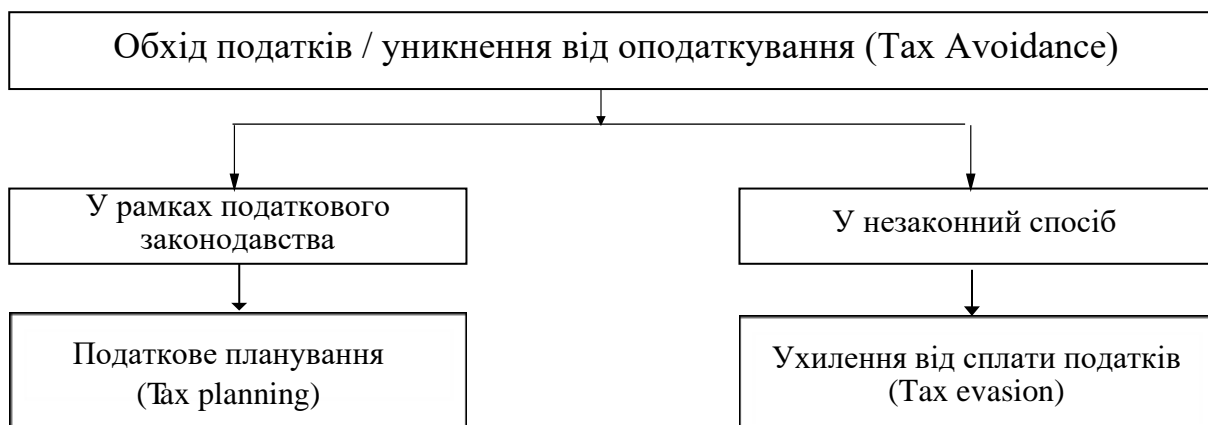 Обхід податків / уникнення від оподаткування (Tax Avoidance)
У рамках податкового
законодавства
У незаконний спосіб
Податкове планування
(Tax planning)
Ухилення від сплати податків
(Tax evasion)